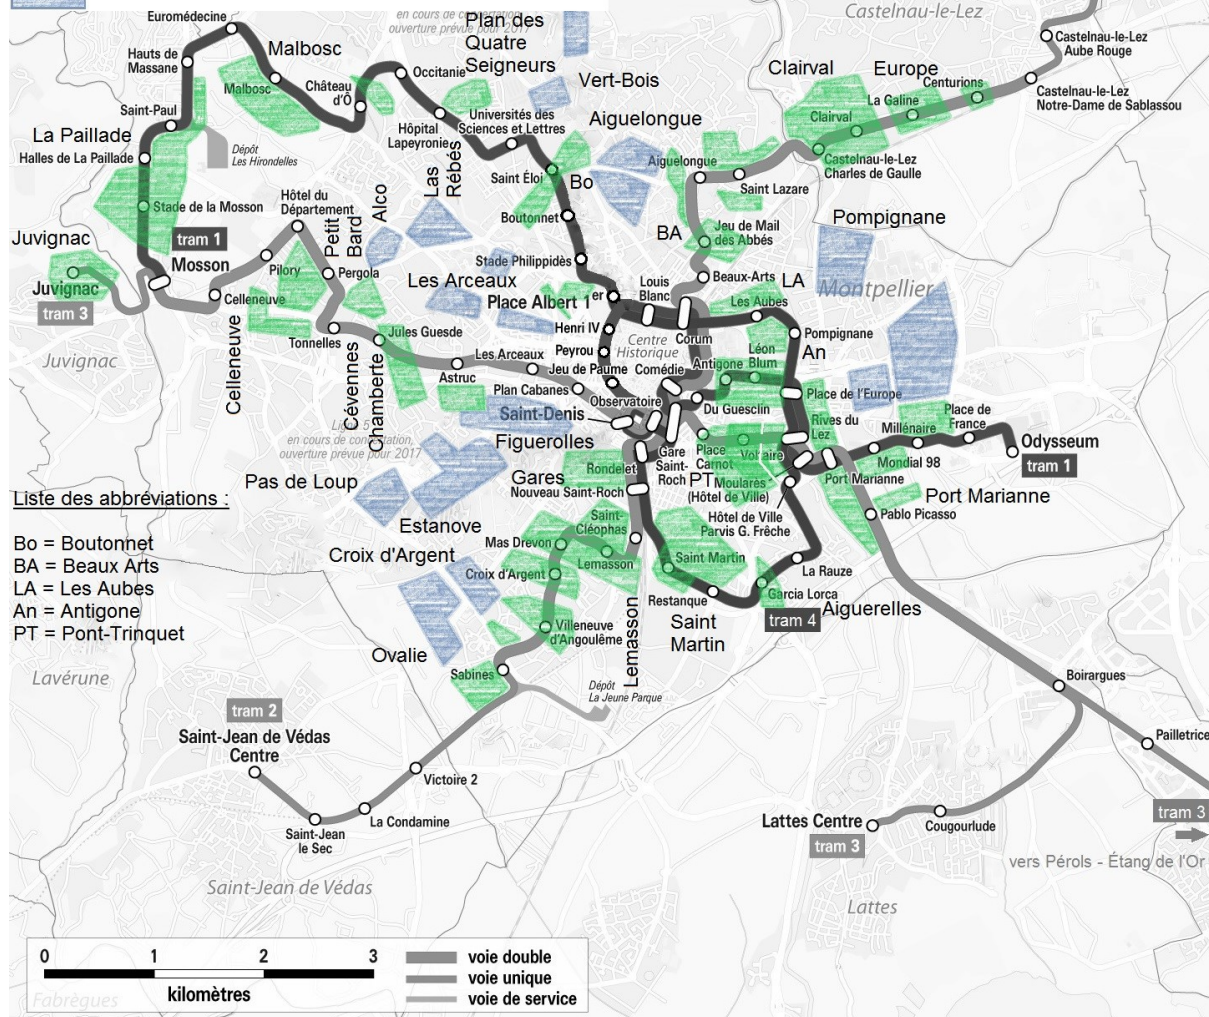 en cours de contestation,
ouverture prévue pour 2017
Castelnau-le-Lez
Euromédecine
Plan des
Quatre
Seigneurs
Castelnau-le-Lez
Aube Rouge
Hauts de
Massane
Malbosc
Malbosc
Château
d'Ô
Occitanie
Vert-Bois
Clairval
Europe
Centurions
La Galine
Clairval
Castelnau-le-Lez
Notre-Dame de Sablassou
Saint-Paul
La Paillade
Halles de La Paillade
Dépôt
Les Hirondelles
Universités des
Sciences et Lettres
Hôpital
Lapeyronie
Aiguelongue
Aiguelongue
Castelnau-le-Lez
Charles de Gaulle
Saint Lazare
Las
Rébés
Saint Éloi
Bo
Boutonnet
Alco
Hôtel du
Département
Petit
Bard
Stade de la Mosson
BA
Jeu de Mail
des Abbés
Pompignane
Juvignac
tram 1
Mosson
Stade Philippidès
Pilory
Pergola
Juvignac
tram 3
Les Arceaux
Beaux-Arts
LA
Louis
Blanc
Montpellier
Celleneuve
Place Albert 1er
Les Aubes
Henri IV
Centre
Historique
Corum
Pompignane
Tonnelles
Jules Guesde
Juvignac
Celleneuve
Cévennes
Chamberte
Les Arceaux
Peyrou
Jeu de Paume
Comédie
Antigone
Léon
Blum
An
Astruc
Plan Cabanes
Observatoire
Du Guesclin
Place de l'Europe
Saint-Denis
Rives du
Lez
Millénaire
Place de
France
Li
en cours de contestation,
ouverture prévue pour 2017
Figuerolles
Gare
Saint-
Roch
Place
Carnot
Voltaire
Mondial 98
Odysseum
tram 1
Pas de Loup
Gares
Rondelet
Nouveau Saint-Roch
PT
Moularès
(Hôtel de Ville)
Port Marianne
Port Marianne
Liste des abbréviations :
Bo = Boutonnet
BA = Beaux Arts
LA = Les Aubes
An = Antigone
PT = Pont-Trinquet
Estanove
Saint-
Cléophas
Hôtel de Ville
Parvis G. Frêche
Pablo Picasso
Mas Drevon
Croix d'Argent
Croix d'Argent
Lemasson
Saint Martin
La Rauze
Restanque
Garcia Lorca
tram 4
Aiguerelles
Saint
Martin
Lemasson
Villeneuve
d'Angoulême
Ovalie
Sabines
Lavérune
Dépôt
La Jeune Parque
Boirargues
tram 2
Saint-Jean de Védas
Centre
Pailletrice
Victoire 2
La Condamine
Saint-Jean
le Sec
Lattes Centre
tram 3
Cougourlude
tram 3
vers Pérols - Étang de l'Or
Saint-Jean de Védas
Lattes
0 1 2 3
kilomètres
voie double
voie unique
voie de service
Fabrègues